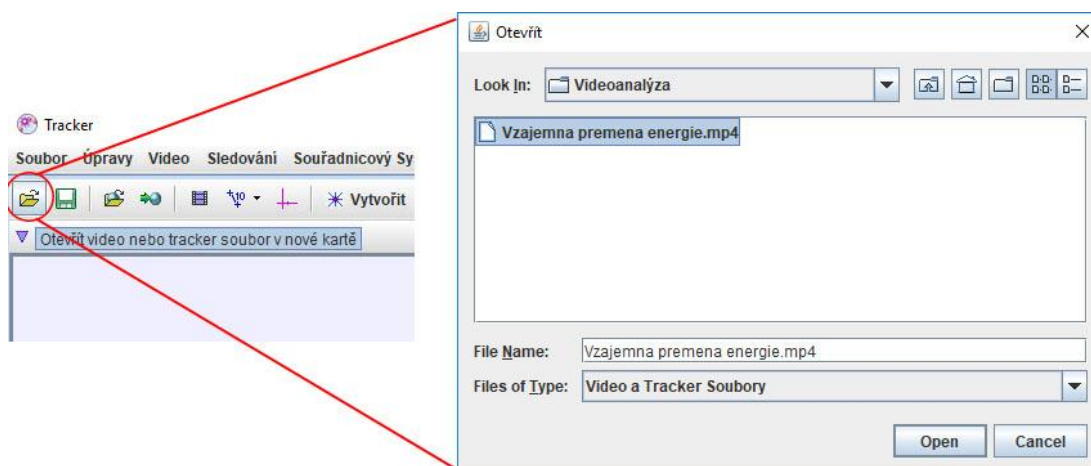 Tracker
Soubor Úpravy Video Sledování Souřadnicový Sy
Vytvořit
Otevřít video nebo tracker soubor v nové kartě
Otevřít
Look In: Videoanalýza
Vzajemna premena energie.mp4
File Name: Vzajemna premena energie.mp4
Files of Type: Video a Tracker Soubory
Open Cancel